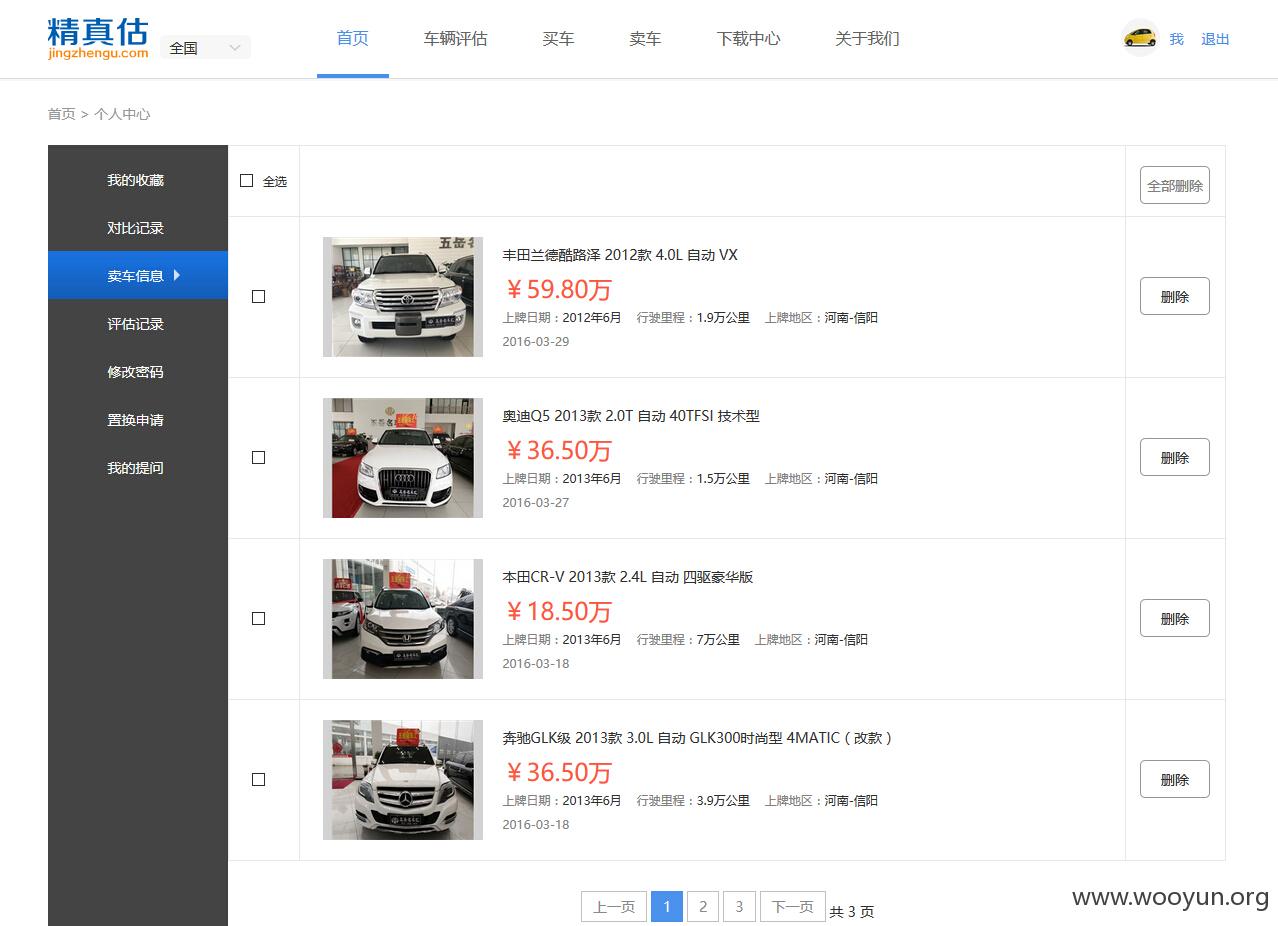 精真估
jingzhengu.com
全国
首页 车辆评估 买车 卖车 下载中心 关于我们
我 退出
首页 > 个人中心
我的收藏
对比记录
卖车信息
评估记录
修改密码
置换申请
我的提问
全选
全部删除
丰田兰德酷路泽 2012款 4.0L 自动 VX
￥59.80万
上牌日期：2012年6月 行驶里程：1.9万公里 上牌地区：河南-信阳
2016-03-29
删除
奥迪Q5 2013款 2.0T 自动 40TFSI 技术型
￥36.50万
上牌日期：2013年6月 行驶里程：1.5万公里 上牌地区：河南-信阳
2016-03-27
删除
本田CR-V 2013款 2.4L 自动 四驱豪华版
￥18.50万
上牌日期：2013年6月 行驶里程：7万公里 上牌地区：河南-信阳
2016-03-18
删除
奔驰GLK级 2013款 3.0L 自动 GLK300时尚型 4MATIC（改款）
￥36.50万
上牌日期：2013年6月 行驶里程：3.9万公里 上牌地区：河南-信阳
2016-03-18
删除
上一页 1 2 3 下一页 共 3 页
www.wooyun.org